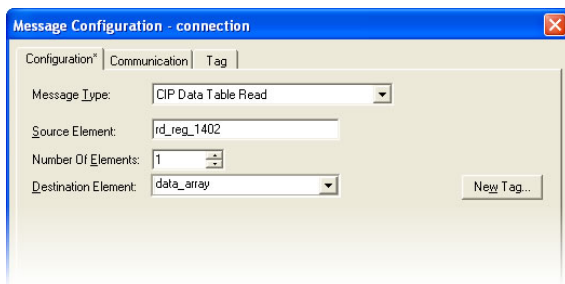 Message Configuration - connection
Configuration* Communication Tag
Message Type: CIP Data Table Read
Source Element: rd_reg_1402
Number Of Elements: 1
Destination Element: data_array New Tag...